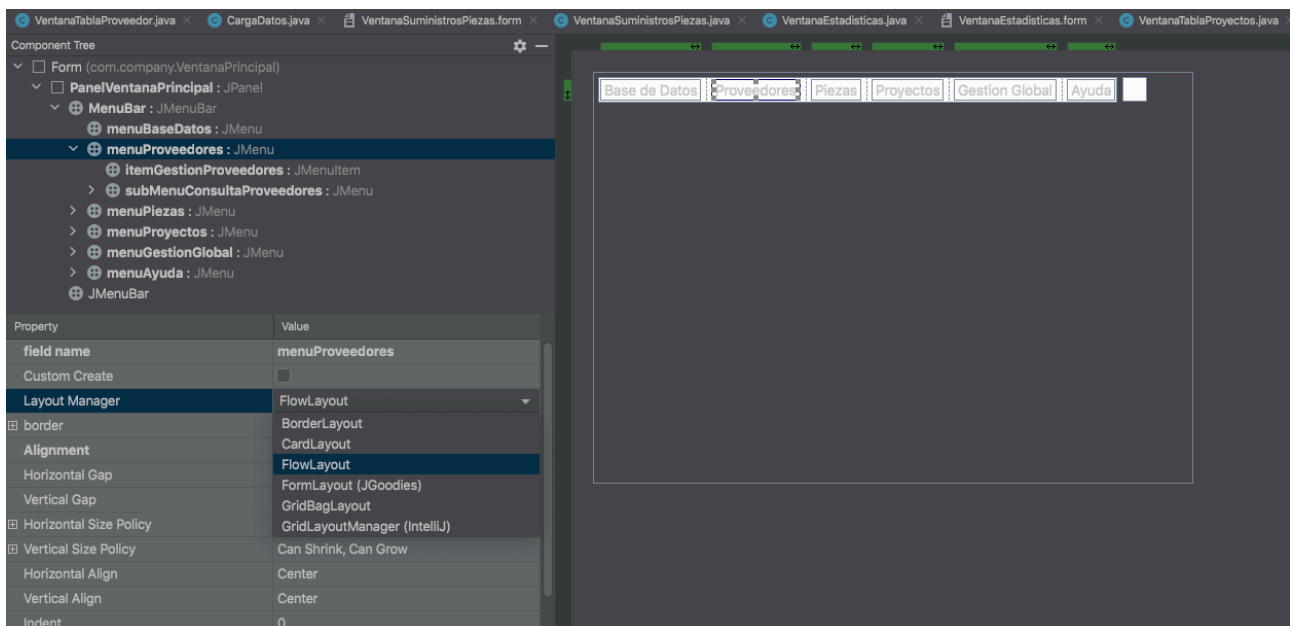 VentanaTablaProveedor.java CargaDatos.java VentanaSuministrosPiezas.form VentanaSuministrosPiezas.java VentanaEstadisticas.java VentanaEstadisticas.form VentanaTablaProyectos.java
Component Tree
Form (com.company.VentanaPrincipal)
PanelVentanaPrincipal : JPanel
MenuBar : JMenuBar
menuBaseDatos : JMenu
menuProveedores : JMenu
itemGestionProveedores : JMenuItem
subMenuConsultaProveedores : JMenu
menuPiezas : JMenu
menuProyectos : JMenu
menuGestionGlobal : JMenu
menuAyuda : JMenu
JMenuBar
Base de Datos Proveedores Piezas Proyectos Gestion Global Ayuda
Property Value
field name menuProveedores
Custom Create
Layout Manager FlowLayout
border BorderLayout
Alignment CardLayout
FlowLayout
Horizontal Gap FormLayout (JGoodies)
Vertical Gap GridBagLayout
Horizontal Size Policy GridLayoutManager (IntelliJ)
Vertical Size Policy Can Shrink, Can Grow
Horizontal Align Center
Vertical Align Center
Indent 0